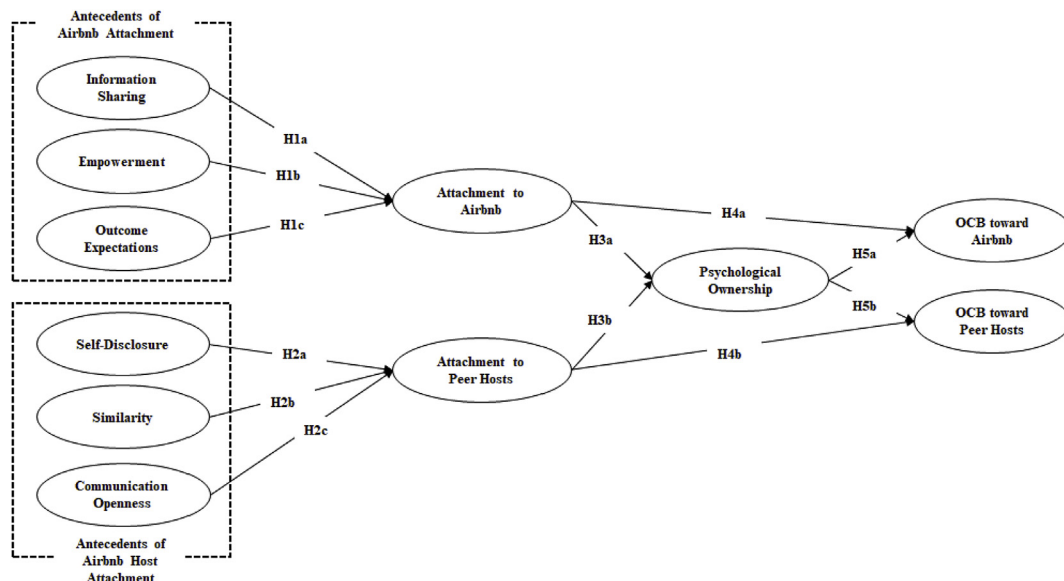 Antecedents of
Airbnb Attachment
Information
Sharing
H1a
Empowerment
H1b
Attachment to
Airbnb
Outcome
Expectations
H1c
H4a
OCB toward
Airbnb
H3a
H5a
Psychological
Ownership
H3b
H5b
OCB toward
Peer Hosts
Self-Disclosure
H2a
Attachment to
Peer Hosts
H4b
Similarity
H2b
H2c
Communication
Openness
Antecedents of
Airbnb Host
Attachment